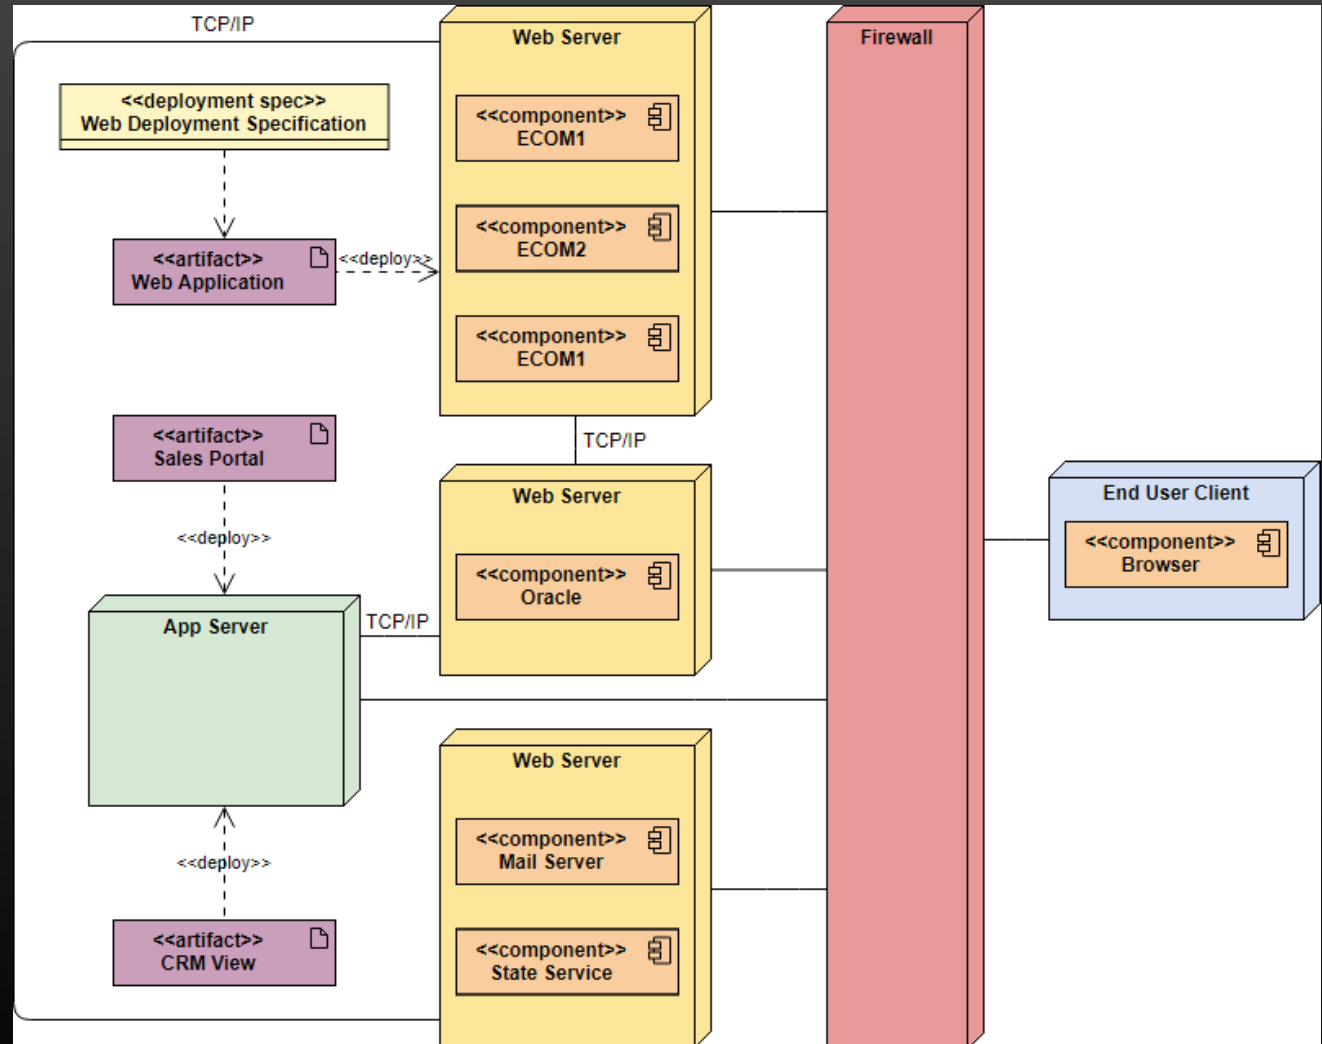 TCP/IP
Web Server
Firewall
<<deployment spec>>
Web Deployment Specification
<<component>>
ECOM1
<<component>>
ECOM2
<<artifact>>
Web Application
<<deploy>>
<<component>>
ECOM1
<<artifact>>
Sales Portal
TCP/IP
Web Server
End User Client
<<component>>
Browser
<<deploy>>
<<component>>
Oracle
App Server
TCP/IP
Web Server
<<component>>
Mail Server
<<deploy>>
<<artifact>>
CRM View
<<component>>
State Service